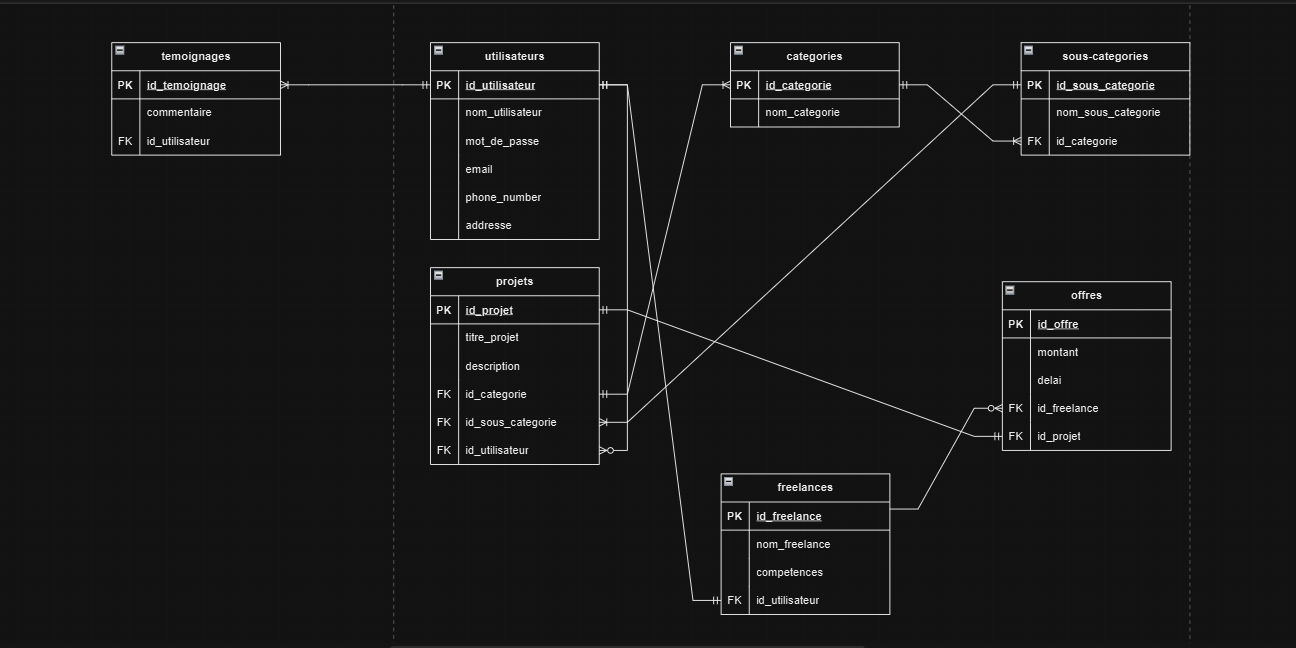 temoignages
PK id_temoignage
commentaire
FK id_utilisateur
utilisateurs
PK id_utilisateur
nom_utilisateur
mot_de_passe
email
phone_number
addresse
categories
PK id_categorie
nom_categorie
sous-categories
PK id_sous_categorie
nom_sous_categorie
FK id_categorie
projets
PK id_projet
titre_projet
description
FK id_categorie
FK id_sous_categorie
FK id_utilisateur
offres
PK id_offre
montant
delai
FK id_freelance
FK id_projet
freelances
PK id_freelance
nom_freelance
competences
FK id_utilisateur